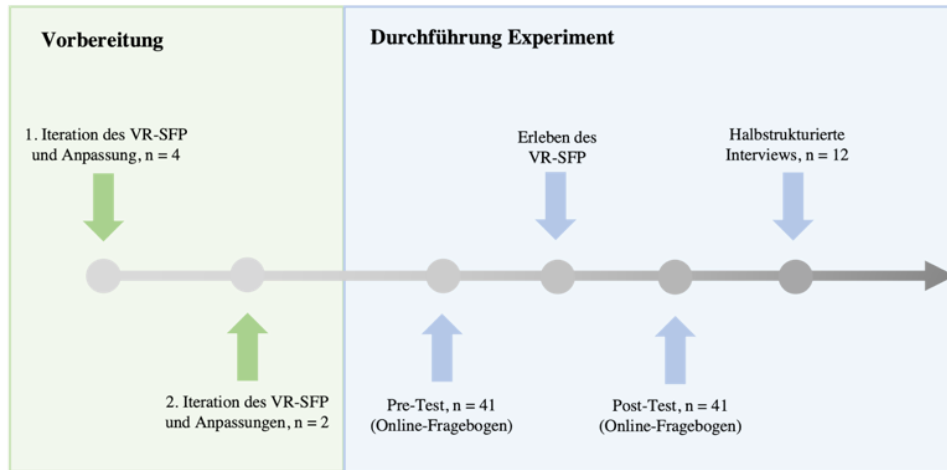 Vorbereitung
Durchführung Experiment
1. Iteration des VR-SFP
und Anpassung, n = 4
Erleben des
VR-SFP
Halbstrukturierte
Interviews, n = 12
2. Iteration des VR-SFP
und Anpassungen, n = 2
Pre-Test, n = 41
(Online-Fragebogen)
Post-Test, n = 41
(Online-Fragebogen)